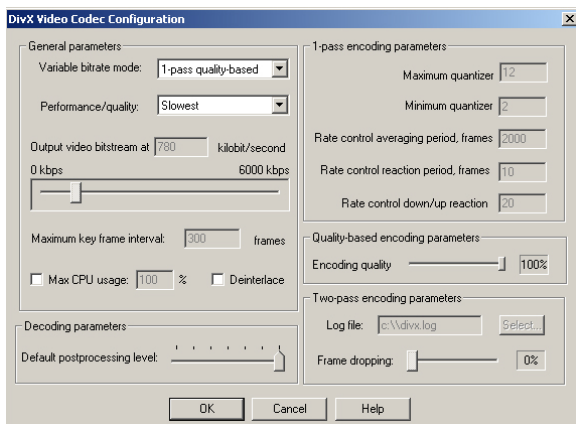 DivX Video Codec Configuration
General parameters
Variable bitrate mode: 1-pass quality-based
Performance/quality: Slowest
Output video bitstream at 780 kilobit/second
0 kbps 6000 kbps
Maximum key frame interval: 300 frames
Max CPU usage: 100 % Deinterlace
Decoding parameters
Default postprocessing level:
1-pass encoding parameters
Maximum quantizer 12
Minimum quantizer 2
Rate control averaging period, frames 2000
Rate control reaction period, frames 10
Rate control down/up reaction 20
Quality-based encoding parameters
Encoding quality 100%
Two-pass encoding parameters
Log file: c:\\divx.log Select...
Frame dropping: 0%
OK Cancel Help